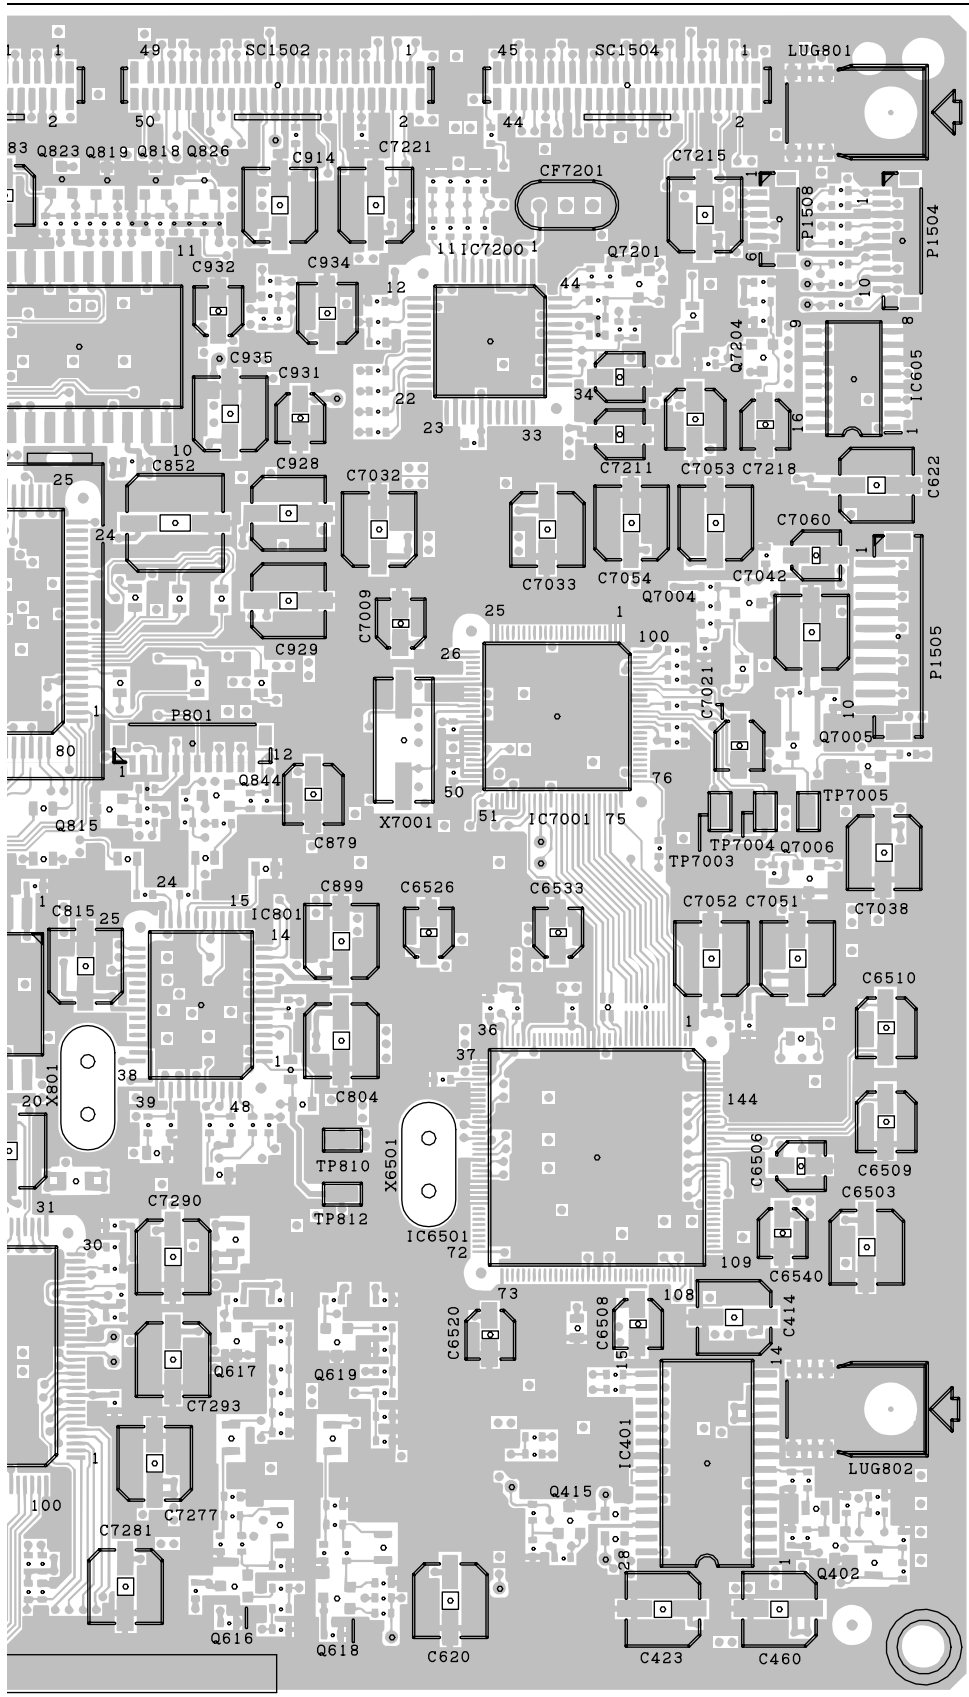 1 1 49 SC1502 1 45 SC1504 1 LUG801
2 50 2 44 2
83 Q823 Q819 Q818 Q826 C914 C7221 CF7201 C7215
1 P1508 1 P1504
11 11 IC7200 1 Q7201 6
C932 C934 12 44 10
9 8
Q7204 IC605
C935 C931
22 34
23 33 16 1
10
C852 C928 C7032 C7211 C7053 C7218 C622
25
24 C7060
1
C7033 C7054 C7042
Q7004
C7009 25 1
C929 26 100
P1505
C7021
1 P801 10
80 12 Q7005
1 Q844 50 76
TP7005
Q815 X7001 51 IC7001 75
C879 TP7003 TP7004 Q7006
24 15
1 C815 25 IC801 C899 C6526 C6533 C7052 C7051 C7038
14
C6510
36 1
X801 38 37
1
20 39 48 C804 144
X6501
TP810 C6506 C6509
C7290 TP812 C6503
31 IC6501
30 72 109 C6540
73 108 C414
C6520 C6508
Q617 Q619 15 14
C7293
1 IC401 LUG802
100 C7277 Q415
C7281
28 1 Q402
Q616 Q618 C620 C423 C460